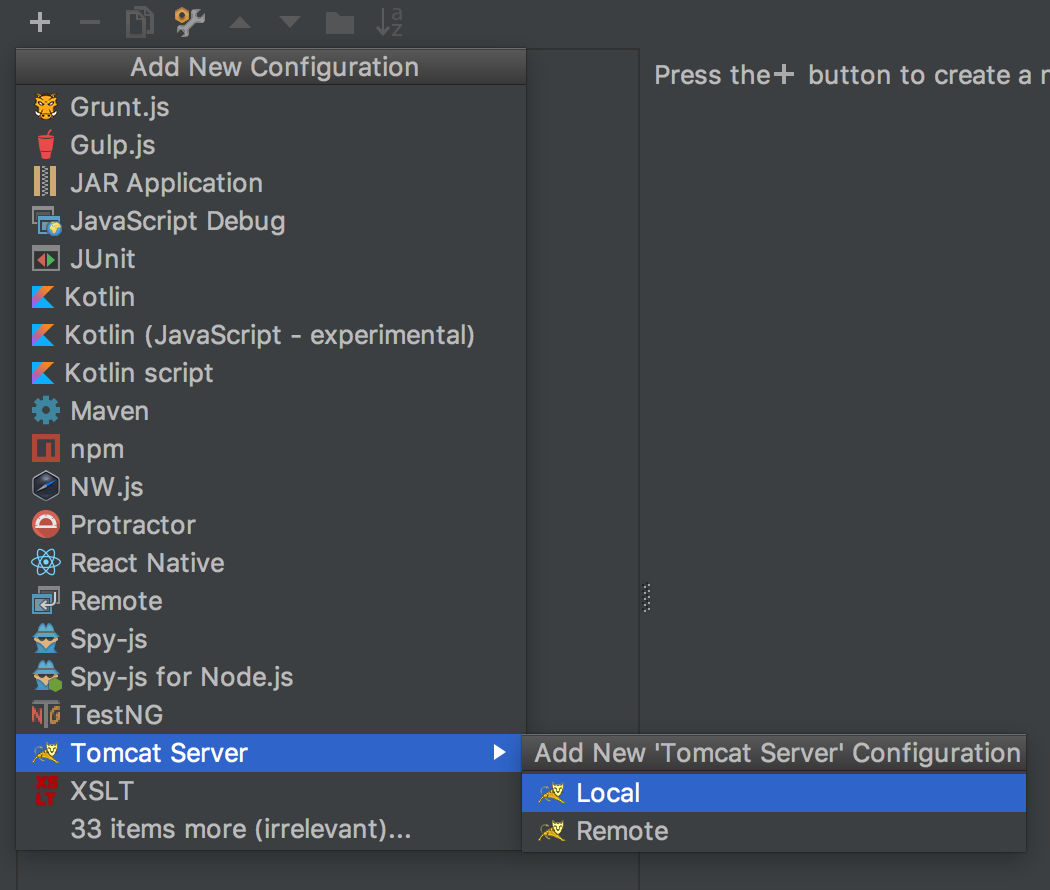 Add New Configuration
Press the + button to create a
Grunt.js
Gulp.js
JAR Application
JavaScript Debug
JUnit
Kotlin
Kotlin (JavaScript - experimental)
Kotlin script
Maven
npm
NW.js
Protractor
React Native
Remote
Spy-js
Spy-js for Node.js
TestNG
Tomcat Server
Add New 'Tomcat Server' Configuration
XSLT
Local
33 items more (irrelevant)...
Remote